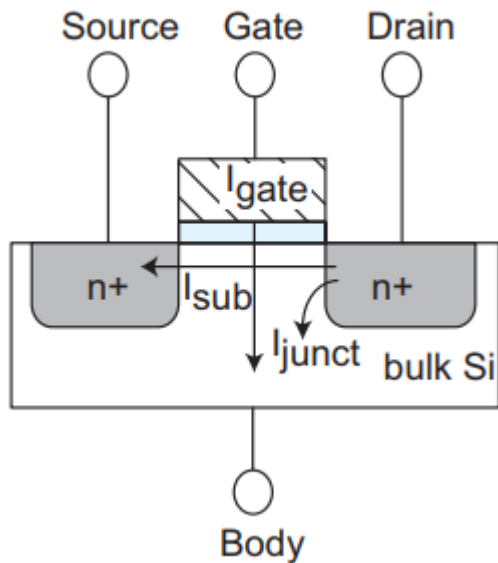 Source Gate Drain
Igate
n+ Isub n+
Ijunct
bulk Si
Body